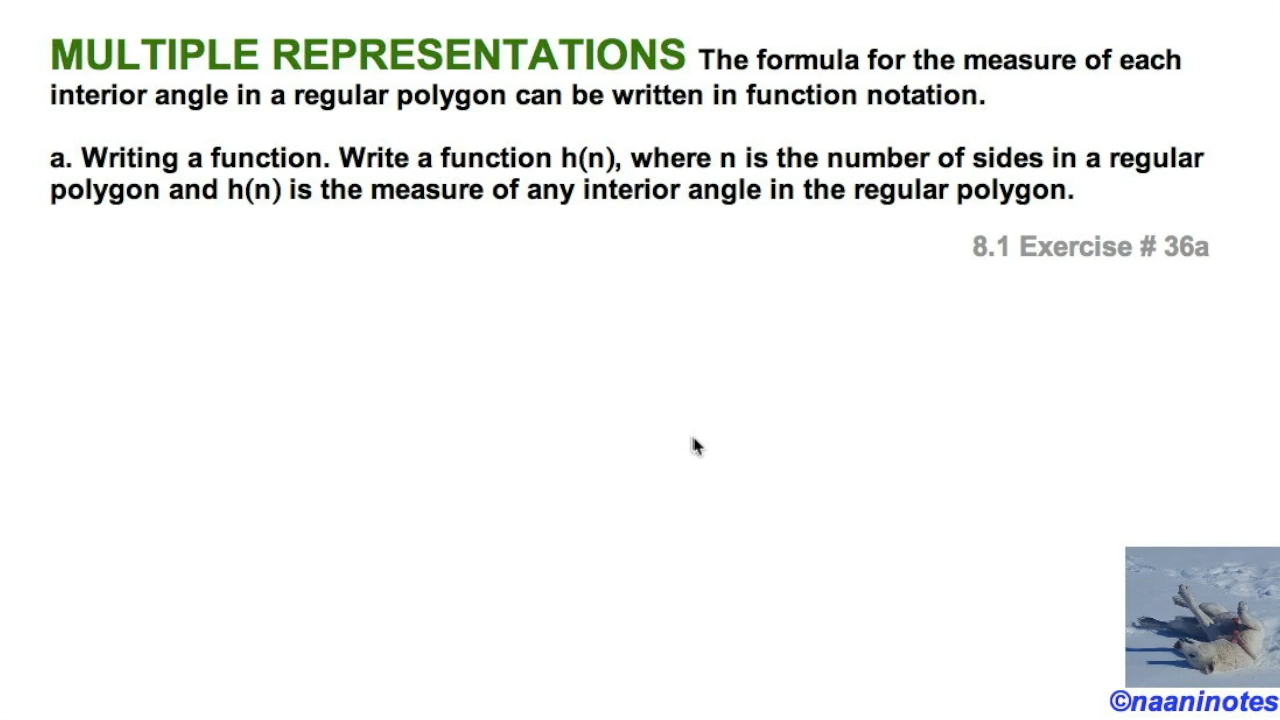 MULTIPLE REPRESENTATIONS The formula for the measure of each
interior angle in a regular polygon can be written in function notation.
a. Writing a function. Write a function h(n), where n is the number of sides in a regular
polygon and h(n) is the measure of any interior angle in the regular polygon.
8.1 Exercise # 36a
©naaninotes